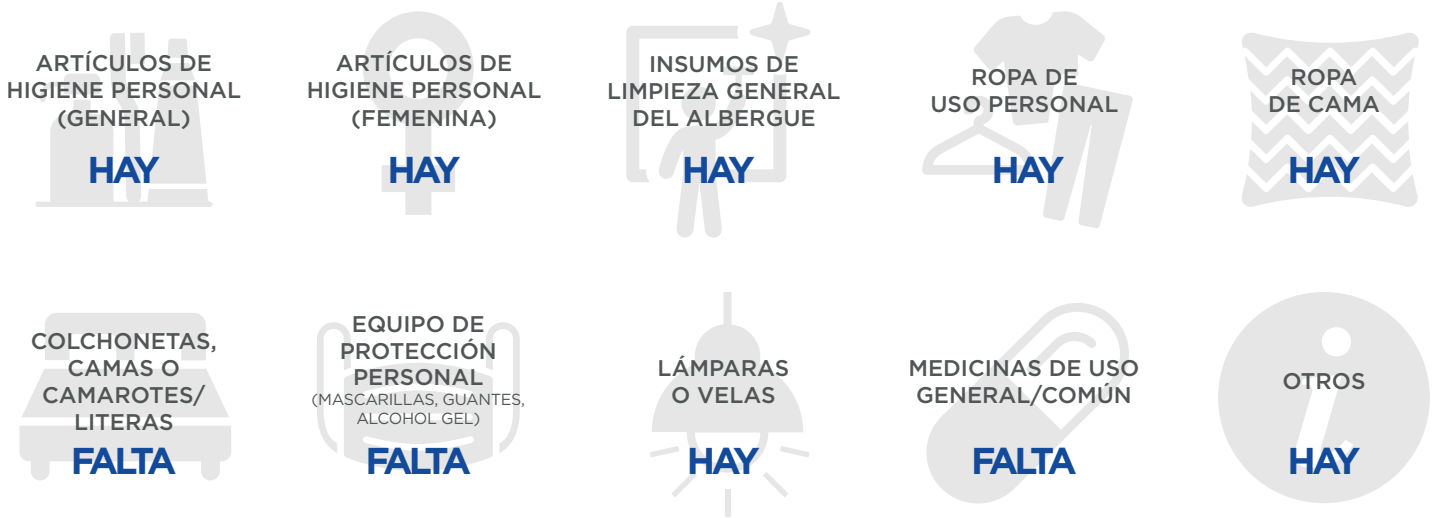 ARTÍCULOS DE
HIGIENE PERSONAL
(GENERAL)
HAY
ARTÍCULOS DE
HIGIENE PERSONAL
(FEMENINA)
HAY
INSUMOS DE
LIMPIEZA GENERAL
DEL ALBERGUE
HAY
ROPA DE
USO PERSONAL
HAY
ROPA
DE CAMA
HAY
COLCHONETAS,
CAMAS O
CAMAROTES/
LITERAS
FALTA
EQUIPO DE
PROTECCIÓN
PERSONAL
(MASCARILLAS, GUANTES,
ALCOHOL GEL)
FALTA
LÁMPARAS
O VELAS
HAY
MEDICINAS DE USO
GENERAL/COMÚN
FALTA
OTROS
HAY